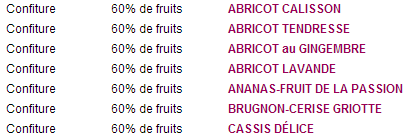 Confiture 60% de fruits ABRICOT CALISSON
Confiture 60% de fruits ABRICOT TENDRESSE
Confiture 60% de fruits ABRICOT au GINGEMBRE
Confiture 60% de fruits ABRICOT LAVANDE
Confiture 60% de fruits ANANAS-FRUIT DE LA PASSION
Confiture 60% de fruits BRUGNON-CERISE GRIOTTE
Confiture 60% de fruits CASSIS DÉLICE